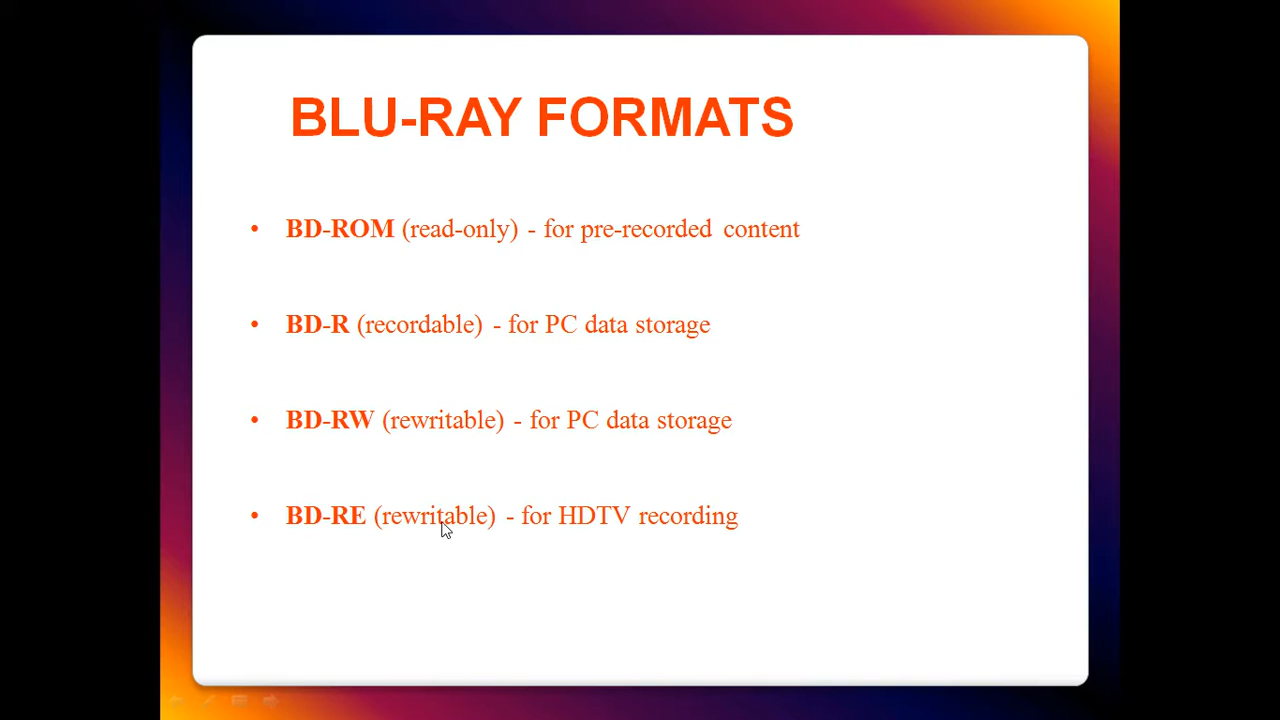 BLU-RAY FORMATS
• BD-ROM (read-only) - for pre-recorded content
• BD-R (recordable) - for PC data storage
• BD-RW (rewritable) - for PC data storage
• BD-RE (rewritable) - for HDTV recording